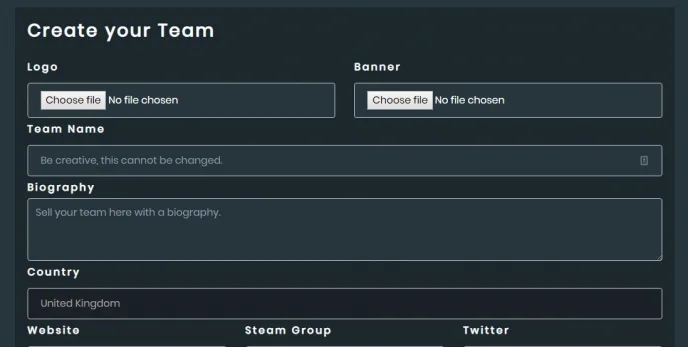 Create your Team
Logo Banner
Choose file No file chosen Choose file No file chosen
Team Name
Be creative, this cannot be changed.
Biography
Sell your team here with a biography.
Country
United Kingdom
Website Steam Group Twitter